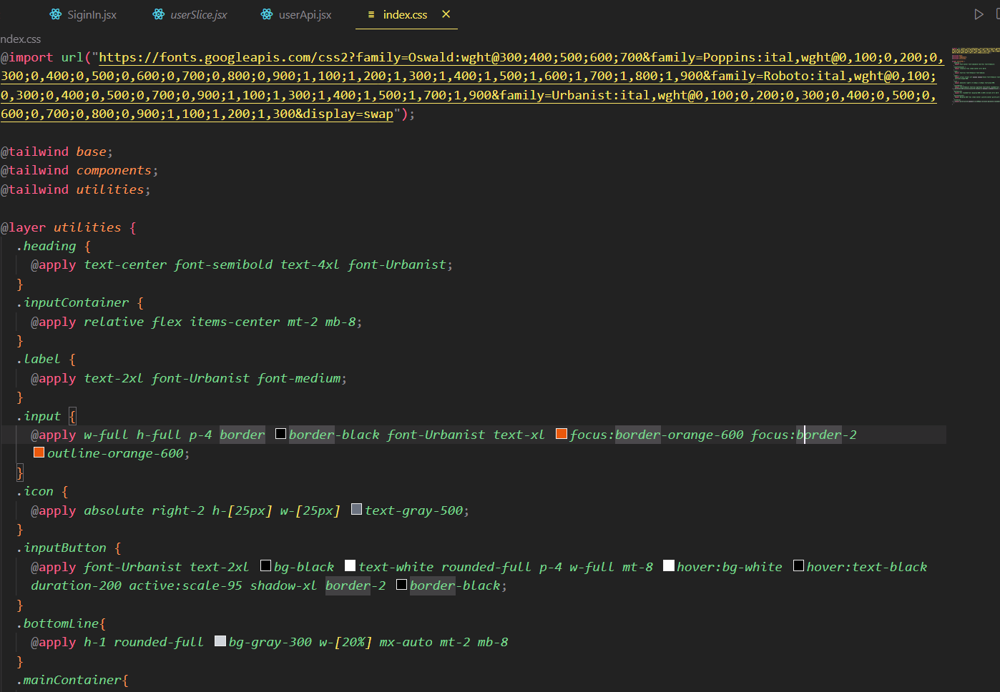 SiginIn.jsx userSlice.jsx userApi.jsx index.css
ndex.css
@import url("https://fonts.googleapis.com/css2?family=Oswald:wght@300;400;500;600;700&family=Poppins:ital,wght@0,100;0,200;0,
300;0,400;0,500;0,600;0,700;0,800;0,900;1,100;1,200;1,300;1,400;1,500;1,600;1,700;1,800;1,900&family=Roboto:ital,wght@0,100;
0,300;0,400;0,500;0,700;0,900;1,100;1,300;1,400;1,500;1,700;1,900&family=Urbanist:ital,wght@0,100;0,200;0,300;0,400;0,500;0,
600;0,700;0,800;0,900;1,100;1,200;1,300&display=swap");
@tailwind base;
@tailwind components;
@tailwind utilities;
@layer utilities {
.heading {
@apply text-center font-semibold text-4xl font-Urbanist;
}
.inputContainer {
@apply relative flex items-center mt-2 mb-8;
}
.label {
@apply text-2xl font-Urbanist font-medium;
}
.input {
@apply w-full h-full p-4 border border-black font-Urbanist text-xl focus:border-orange-600 focus:border-2
outline-orange-600;
}
.icon {
@apply absolute right-2 h-[25px] w-[25px] text-gray-500;
}
.inputButton {
@apply font-Urbanist text-2xl bg-black text-white rounded-full p-4 w-full mt-8 hover:bg-white hover:text-black
duration-200 active:scale-95 shadow-xl border-2 border-black;
}
.bottomLine{
@apply h-1 rounded-full bg-gray-300 w-[20%] mx-auto mt-2 mb-8
}
.mainContainer{